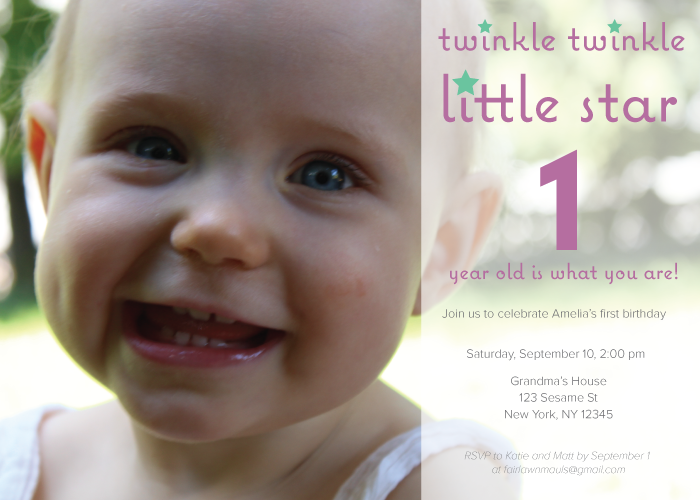 twinkle twinkle
little star
1
year old is what you are!
Join us to celebrate Amelia's first birthday
Saturday, September 10, 2:00 pm
Grandma's House
123 Sesame St
New York, NY 12345
RSVP to Katie and Matt by September 1
at fairlawnmauls@gmail.com